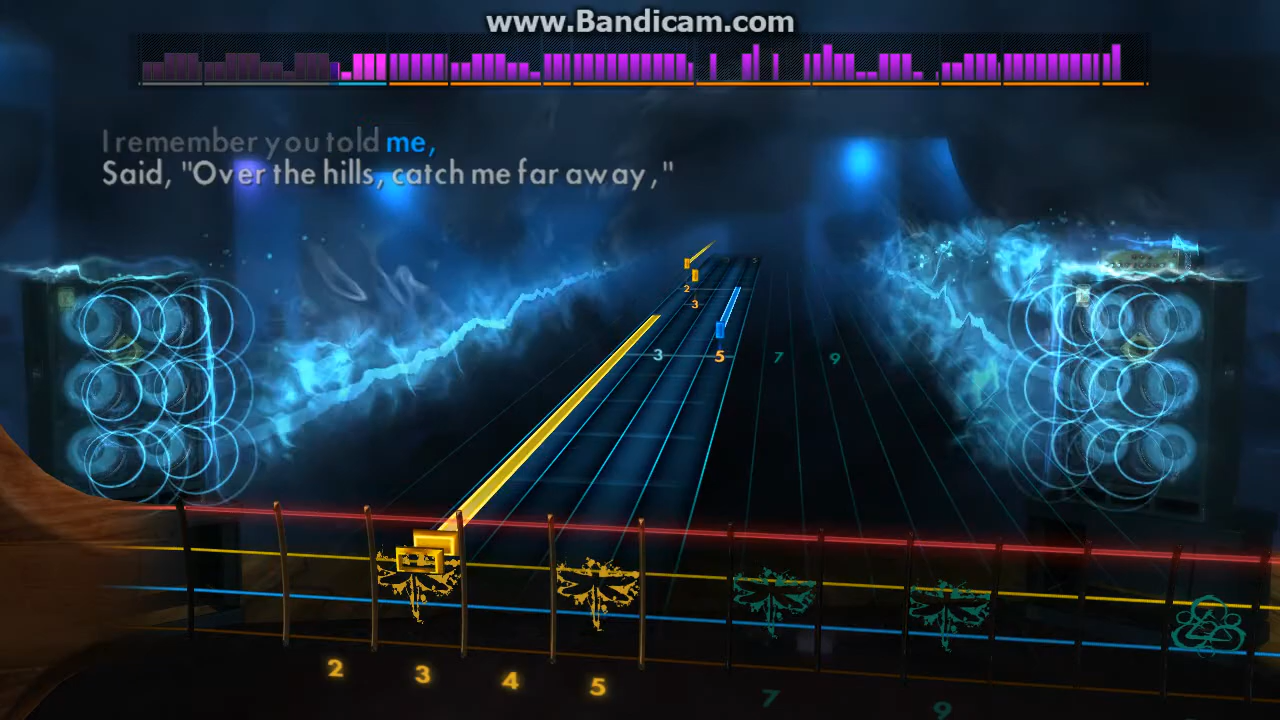 www.Bandicam.com
I remember you told me,
Said, "Over the hills, catch me far away,"
5
2
3
3 5 7 9
2 3 4 5 7 9